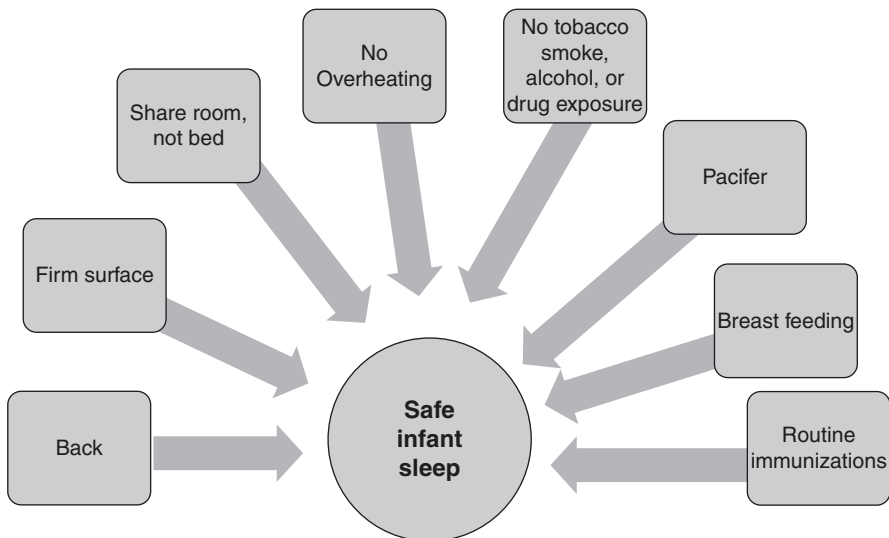 No
Overheating
No tobacco
smoke,
alcohol, or
drug exposure
Share room,
not bed
Pacifer
Firm surface
Breast feeding
Back
Safe
infant
sleep
Routine
immunizations